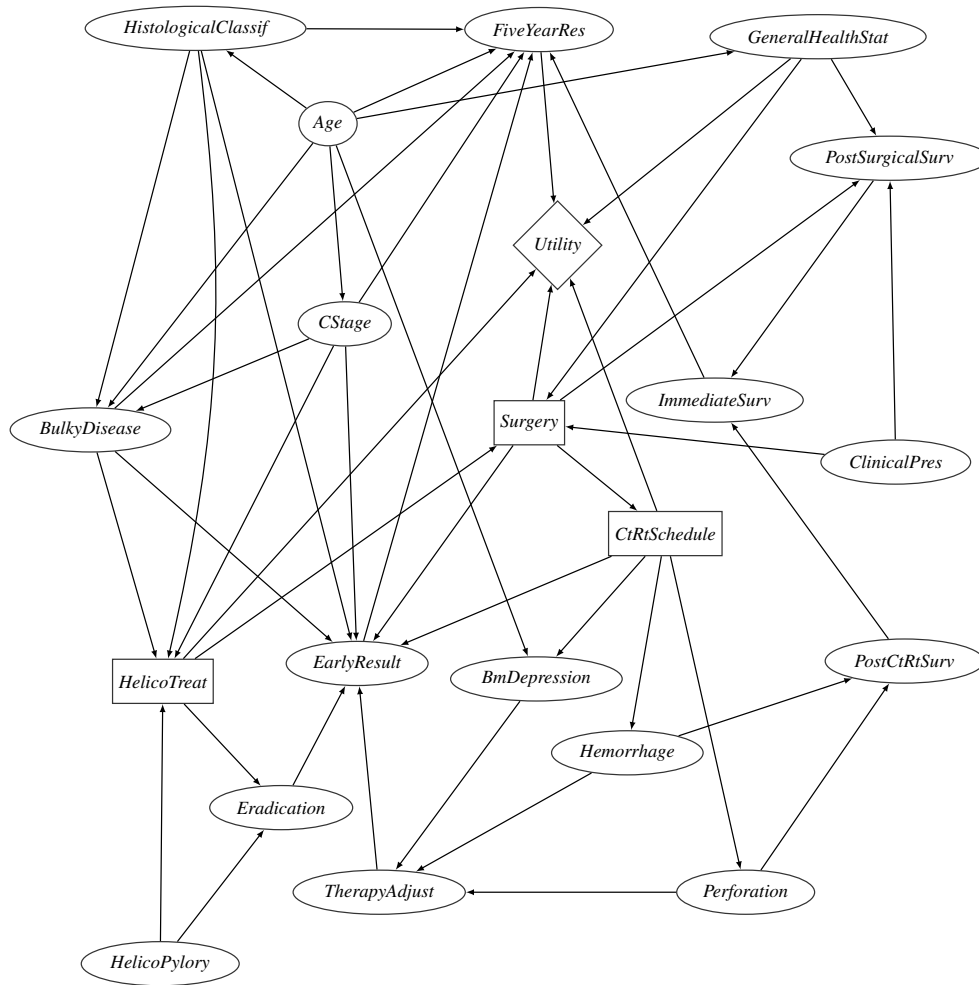 HistologicalClassif
FiveYearRes
GeneralHealthStat
Age
PostSurgicalSurv
Utility
CStage
ImmediateSurv
BulkyDisease
Surgery
ClinicalPres
CtRtSchedule
HelicoTreat
EarlyResult
BmDepression
PostCtRtSurv
Hemorrhage
Eradication
TherapyAdjust
Perforation
HelicoPylory